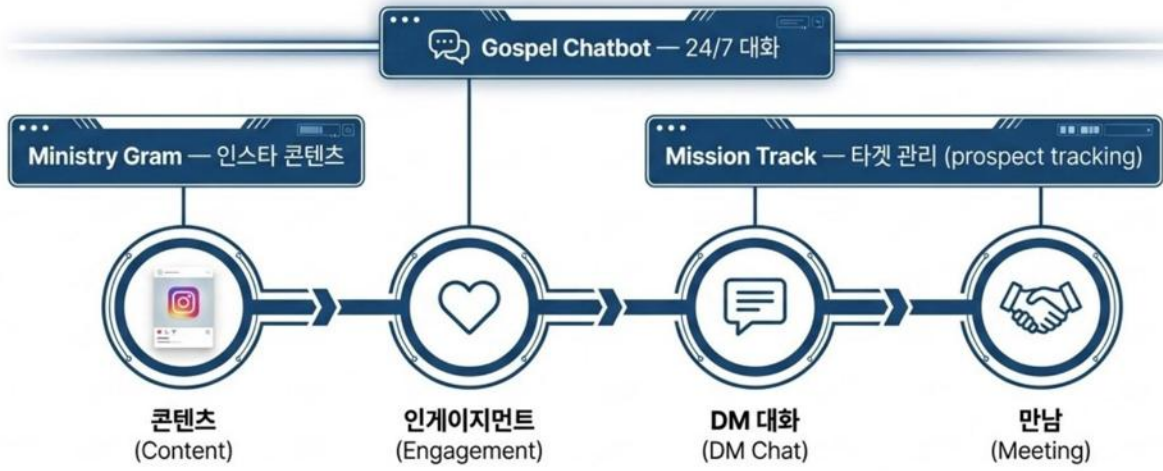 Gospel Chatbot — 24/7 대화
Ministry Gram — 인스타 콘텐츠
Mission Track — 타겟 관리 (prospect tracking)
콘텐츠
(Content)
인게이지먼트
(Engagement)
DM 대화
(DM Chat)
만남
(Meeting)